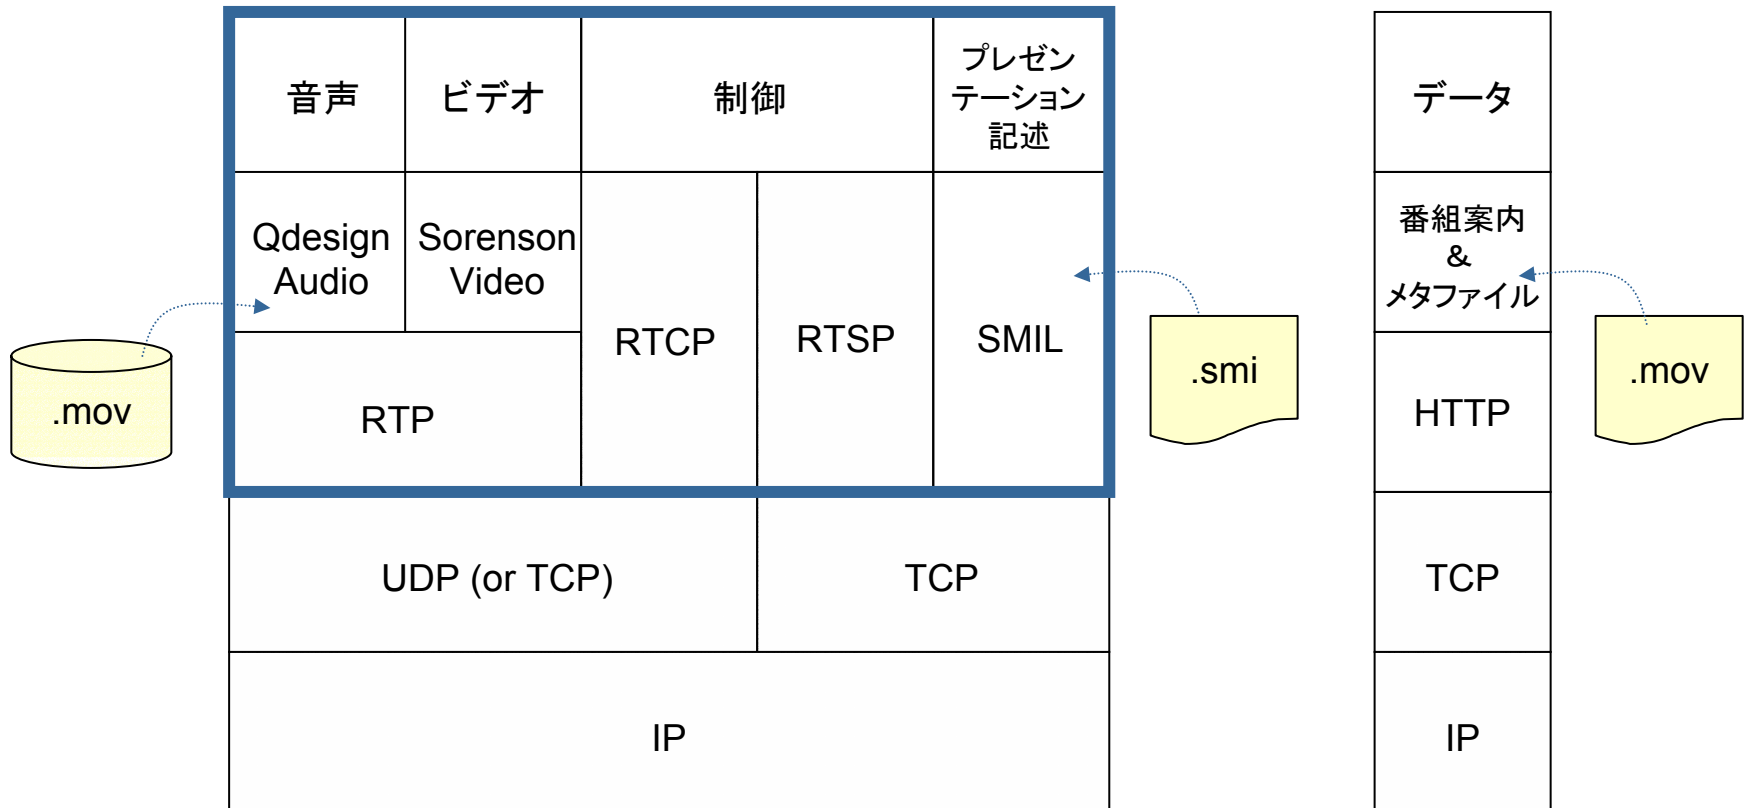 音声
ビデオ
制御
プレゼン
テーション
記述
データ
Qdesign
Audio
Sorenson
Video
RTCP
RTSP
SMIL
番組案内
&
メタファイル
.mov
RTP
.smi
HTTP
.mov
UDP (or TCP)
TCP
TCP
IP
IP